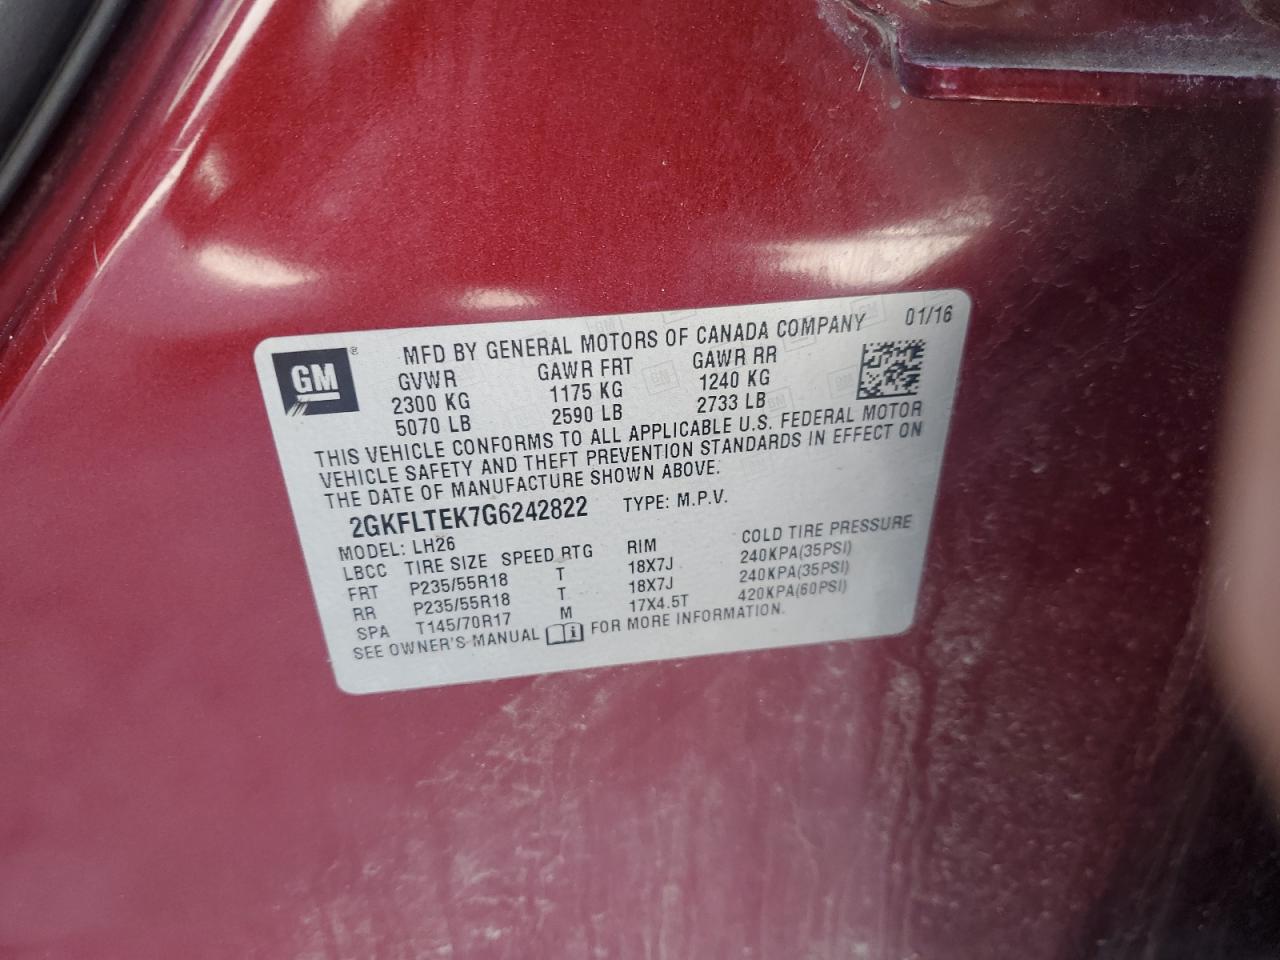 GM ®
MFD BY GENERAL MOTORS OF CANADA COMPANY 01/16
GVWR GAWR FRT GAWR RR
2300 KG 1175 KG 1240 KG
5070 LB 2590 LB 2733 LB
THIS VEHICLE CONFORMS TO ALL APPLICABLE U.S. FEDERAL MOTOR
VEHICLE SAFETY AND THEFT PREVENTION STANDARDS IN EFFECT ON
THE DATE OF MANUFACTURE SHOWN ABOVE.
2GKFLTEK7G6242822 TYPE: M.P.V.
MODEL: LH26
LBCC TIRE SIZE SPEED RTG RIM COLD TIRE PRESSURE
FRT P235/55R18 T 18X7J 240KPA(35PSI)
RR P235/55R18 T 18X7J 240KPA(35PSI)
SPA T145/70R17 M 17X4.5T 420KPA(60PSI)
SEE OWNER'S MANUAL FOR MORE INFORMATION.